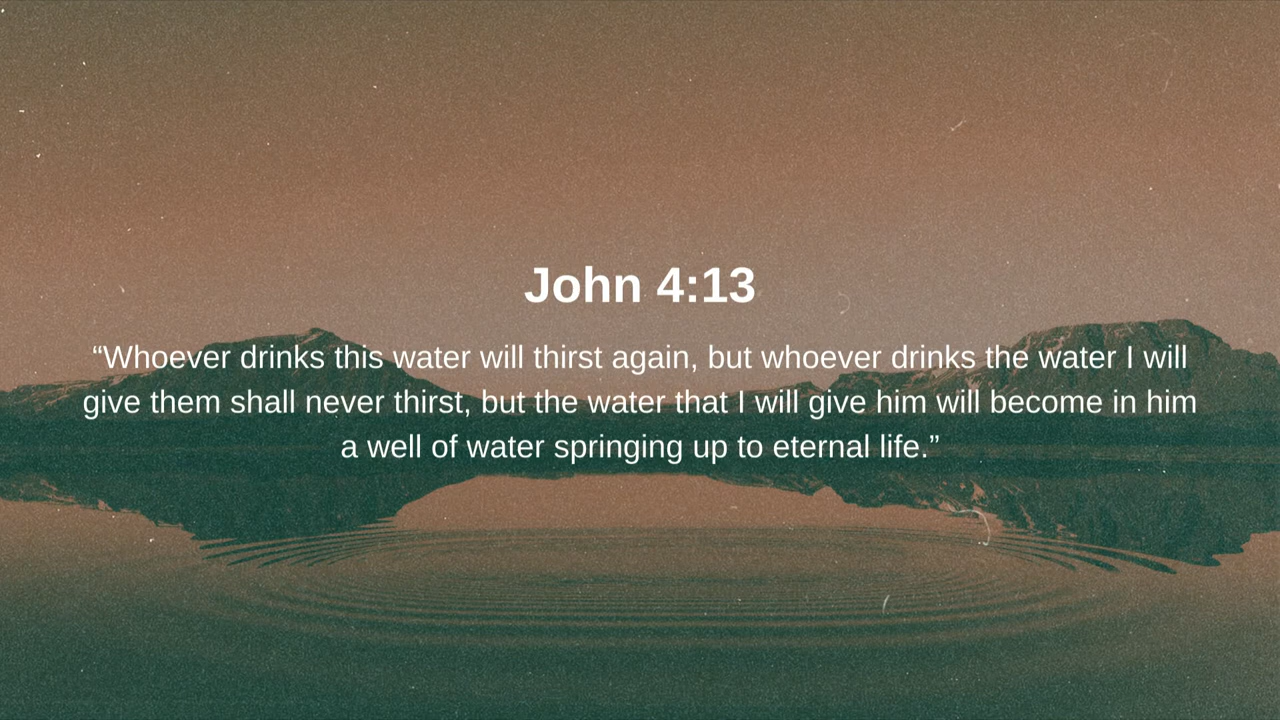 John 4:13
“Whoever drinks this water will thirst again, but whoever drinks the water I will
give them shall never thirst, but the water that I will give him will become in him
a well of water springing up to eternal life.”